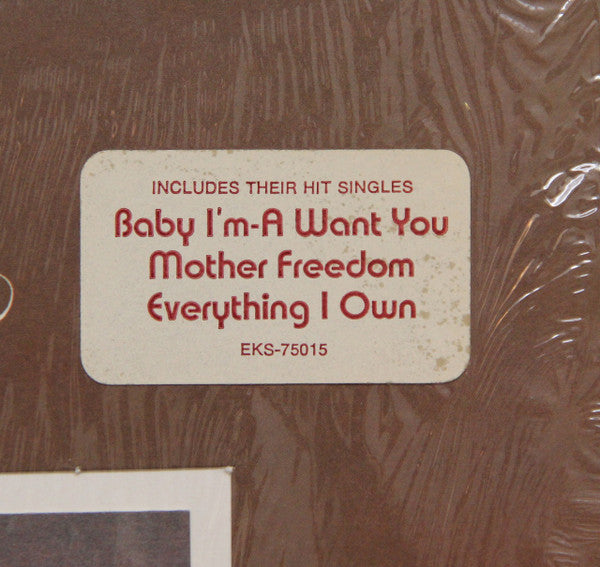 INCLUDES THEIR HIT SINGLES
Baby I'm-A Want You
Mother Freedom
Everything I Own
EKS-75015